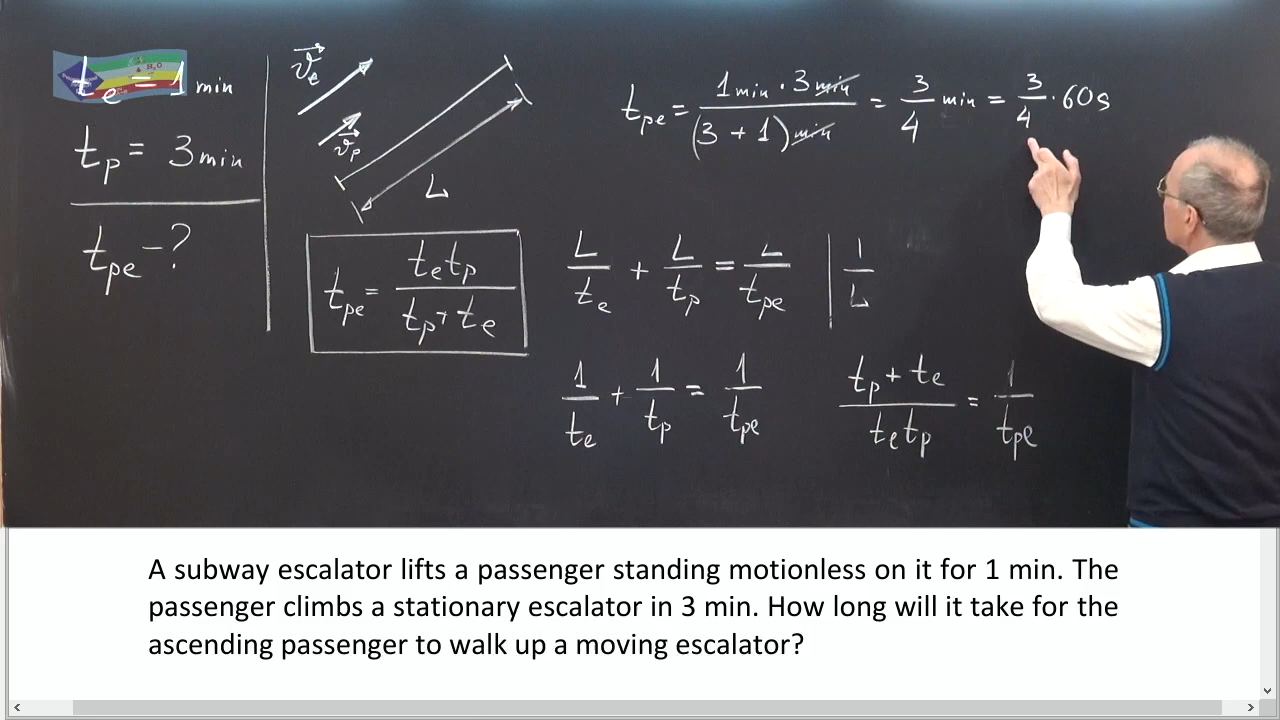 t_e = 1 min
t_p = 3 min
t_pe - ?
v_e
v_p
L
t_pe = t_e t_p / t_p + t_e
t_pe = 1 min · 3 min / (3 + 1) min = 3/4 min = 3/4 · 60 s
L/t_e + L/t_p = L/t_pe | 1/L
1/t_e + 1/t_p = 1/t_pe
t_p + t_e / t_e t_p = 1/t_pe
A subway escalator lifts a passenger standing motionless on it for 1 min. The
passenger climbs a stationary escalator in 3 min. How long will it take for the
ascending passenger to walk up a moving escalator?